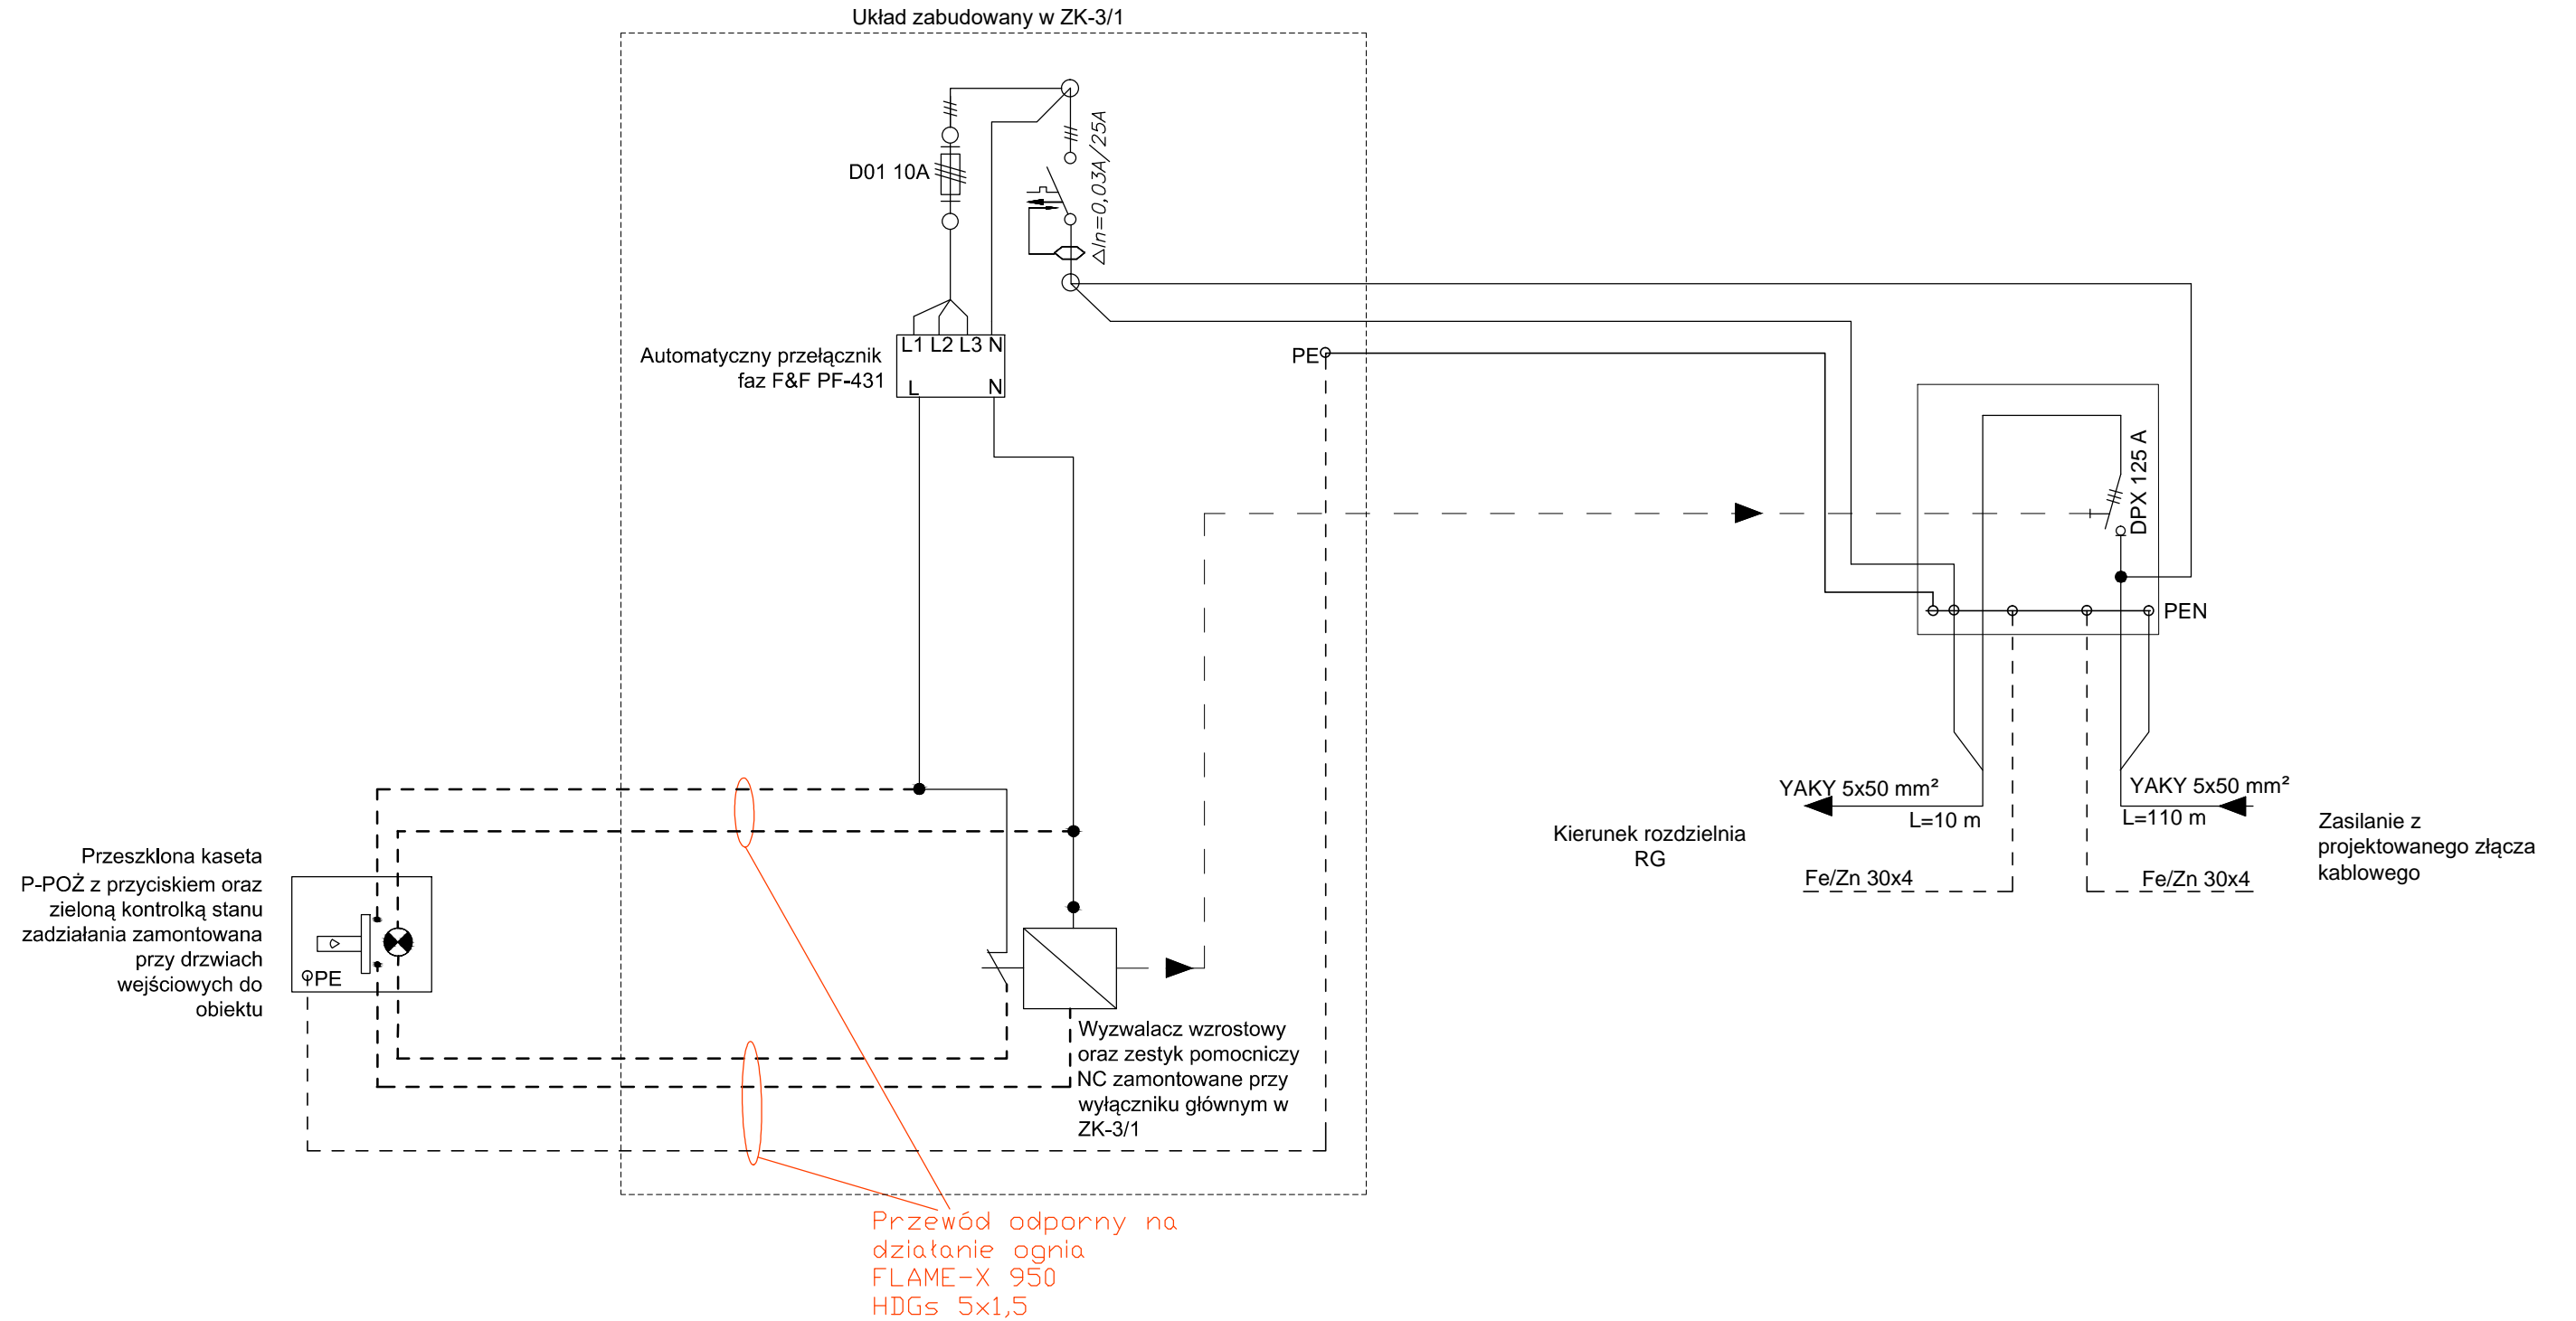 Układ zabudowany w ZK-3/1
D01 10A
△In=0,03A/25A
L1 L2 L3 N
Automatyczny przełącznik
faz F&F PF-431
L N
PE
DPX 125 A
PEN
YAKY 5x50 mm²
L=10 m
YAKY 5x50 mm²
L=110 m
Kierunek rozdzielnia
RG
Zasilanie z
projektowanego złącza
kablowego
Fe/Zn 30x4
Fe/Zn 30x4
Przeszklona kaseta
P-POŻ z przyciskiem oraz
zieloną kontrolką stanu
zadziałania zamontowana
przy drzwiach
wejściowych do
obiektu
PE
Wyzwalacz wzrostowy
oraz zestyk pomocniczy
NC zamontowane przy
wyłączniku głównym w
ZK-3/1
Przewód odporny na
działanie ognia
FLAME-X 950
HDGs 5x1,5